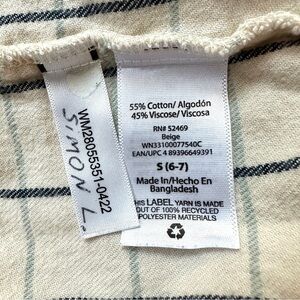 WN26055351-0422
SIMON L.
55% Cotton/ Algodón
45% Viscose/ Viscosa
RN# 52469
Beige
WN33100077540C
EAN/UPC 4 89396649391
S (6-7)
Made In/Hecho En
Bangladesh
THIS LABEL YARN IS MADE
OUT OF 100% RECYCLED
POLYESTER MATERIALS